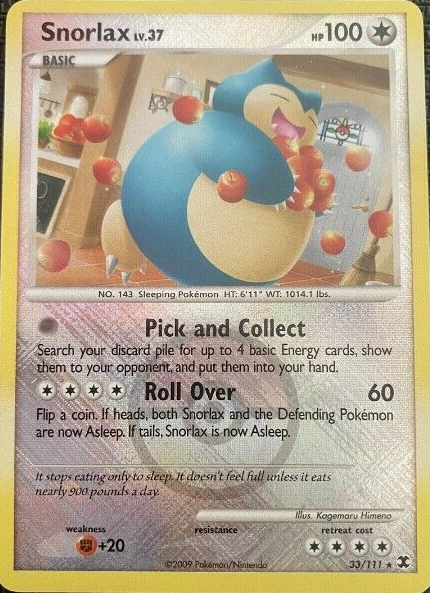 Snorlax LV.37
HP 100
BASIC
NO. 143 Sleeping Pokémon HT: 6'11" WT: 1014.1 lbs.
Pick and Collect
Search your discard pile for up to 4 basic Energy cards, show
them to your opponent, and put them into your hand.
Roll Over 60
Flip a coin. If heads, both Snorlax and the Defending Pokémon
are now Asleep. If tails, Snorlax is now Asleep.
It stops eating only to sleep. It doesn't feel full unless it eats
nearly 900 pounds a day.
Illus. Kagemaru Himeno
weakness resistance retreat cost
+20
©2009 Pokémon/Nintendo 33/111